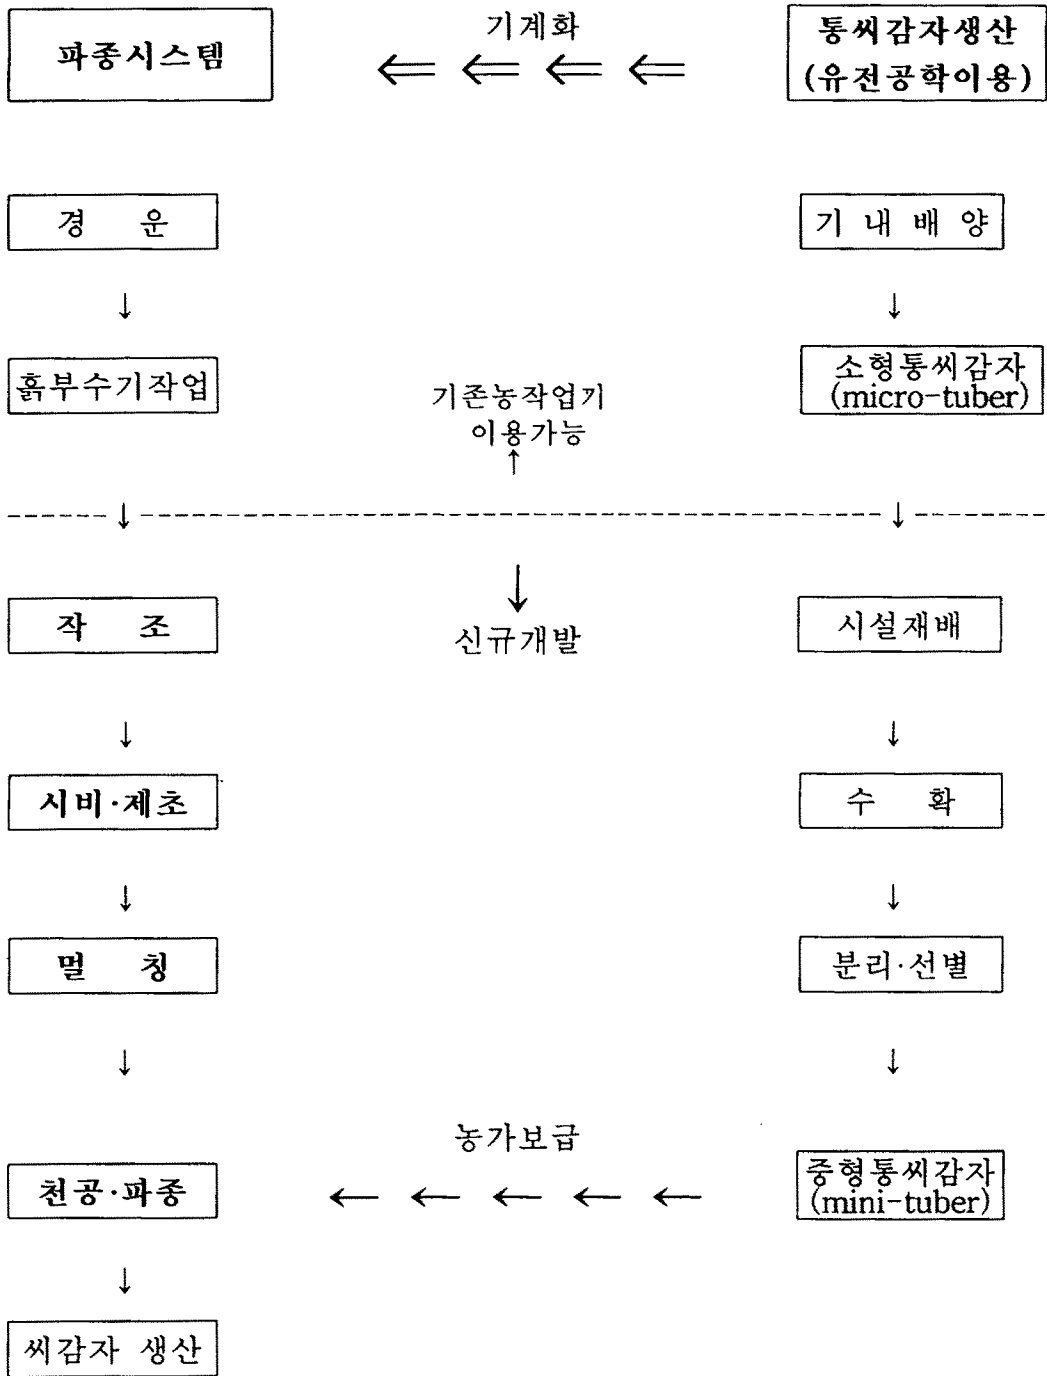 기계화
파종시스템
통씨감자생산
(유전공학이용)
경 운
기 내 배 양
흙부수기작업
기존농작업기
이용가능
소형통씨감자
(micro-tuber)
작 조
신규개발
시설재배
시비·제초
수 확
멀 칭
분리·선별
농가보급
천공·파종
중형통씨감자
(mini-tuber)
씨감자 생산